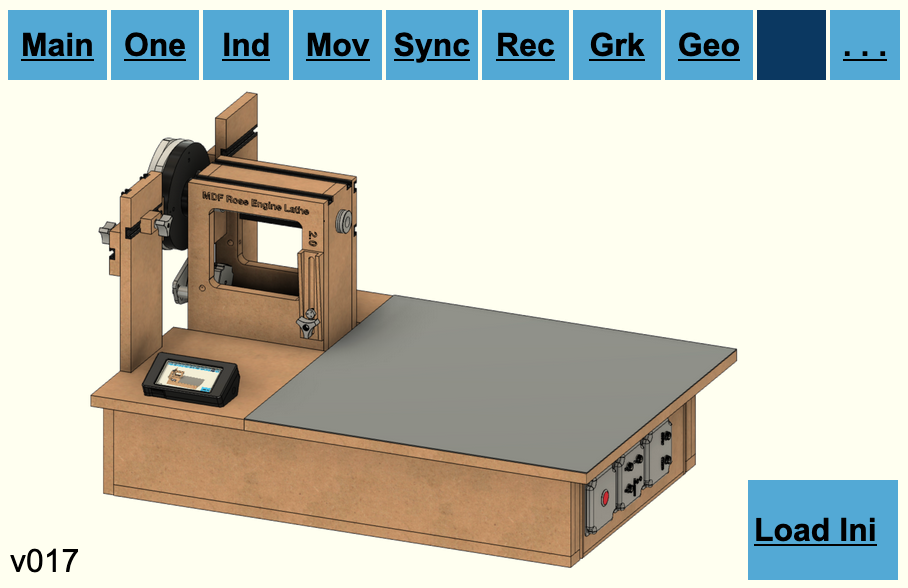 Main One Ind Mov Sync Rec Grk Geo . . .
MDF Rose Engine Lathe
2.0
Load Ini
v017